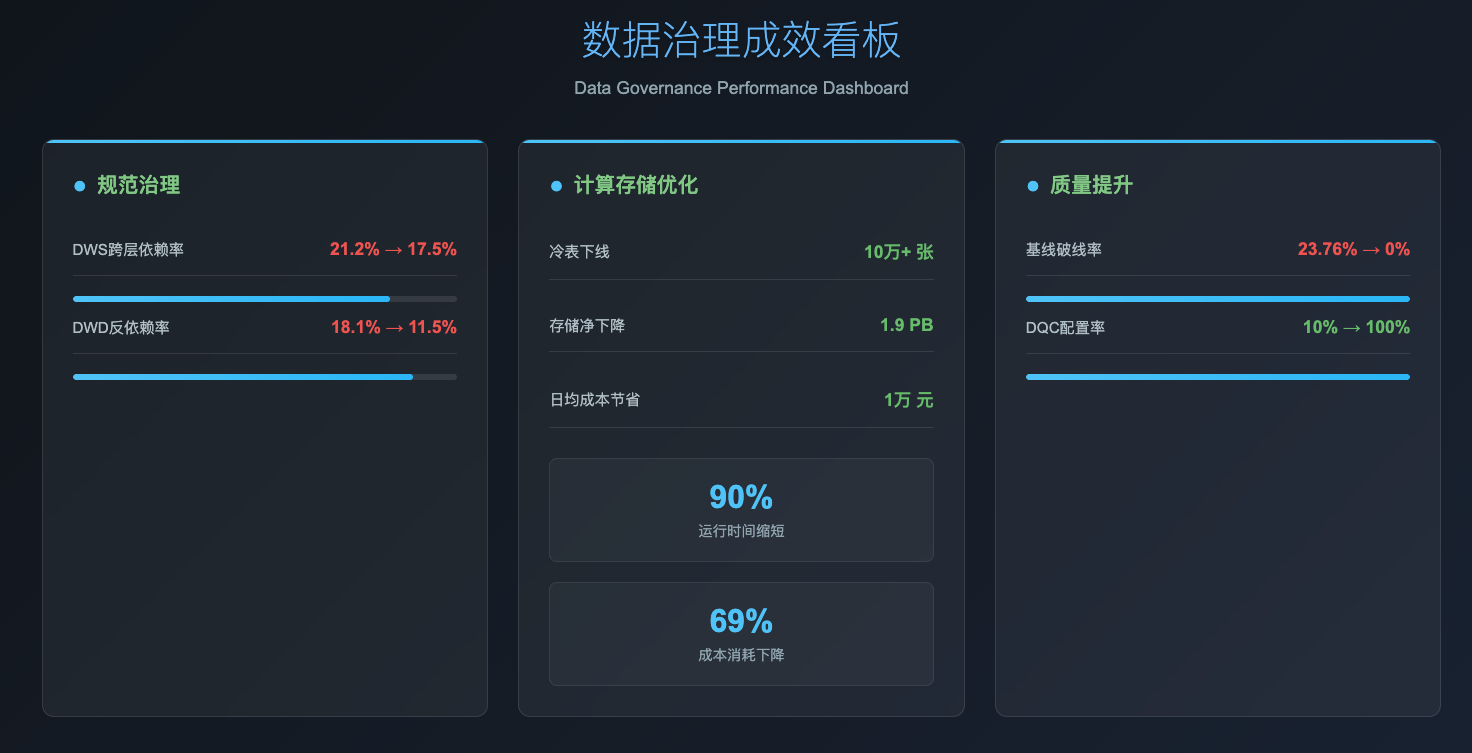 数据治理成效看板
Data Governance Performance Dashboard
规范治理
DWS跨层依赖率 21.2% → 17.5%
DWD反依赖率 18.1% → 11.5%
计算存储优化
冷表下线 10万+ 张
存储净下降 1.9 PB
日均成本节省 1万 元
90%
运行时间缩短
69%
成本消耗下降
质量提升
基线破线率 23.76% → 0%
DQC配置率 10% → 100%